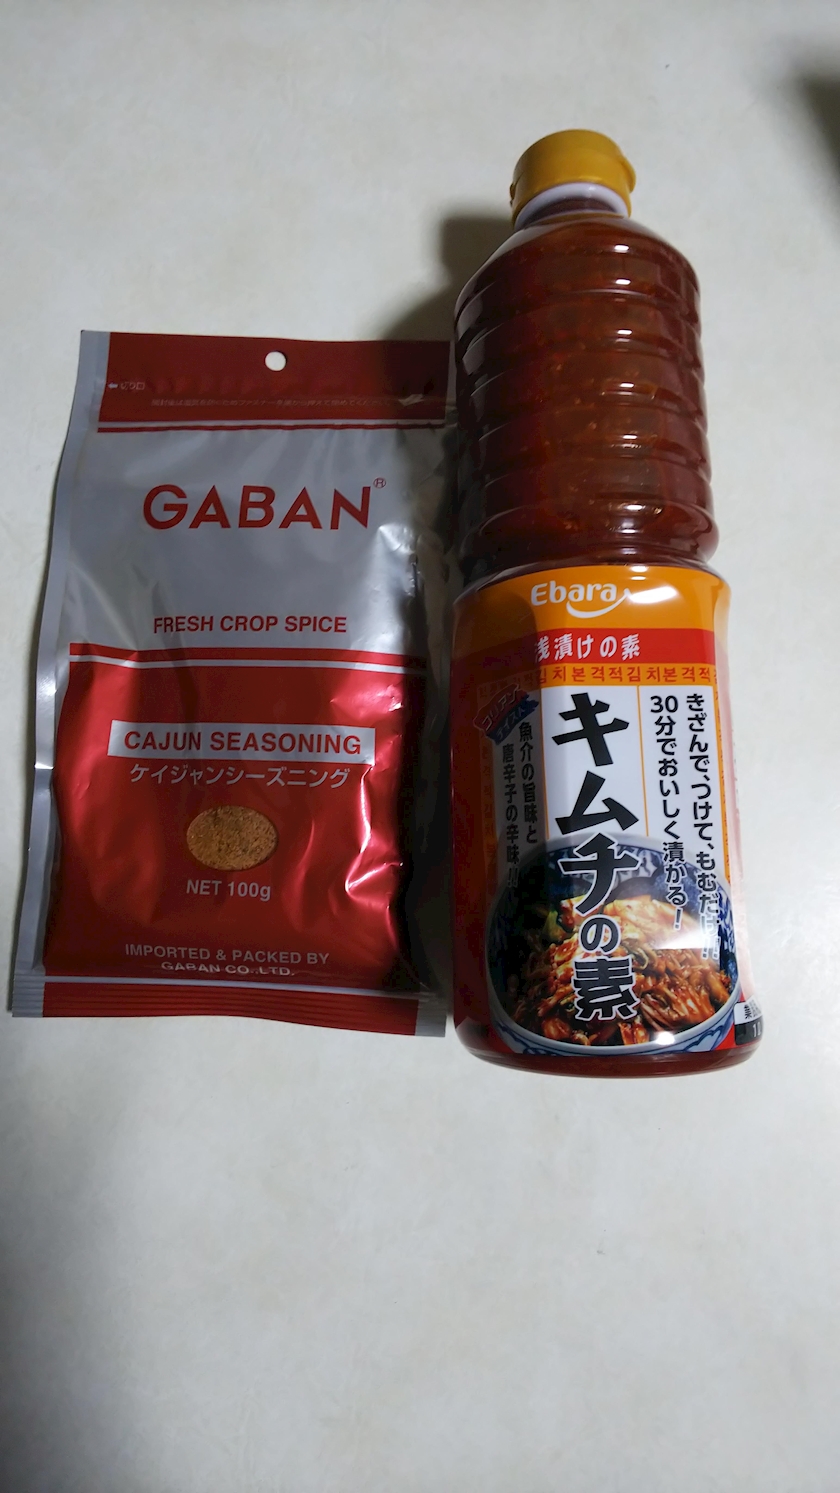 切り口
GABAN®
FRESH CROP SPICE
CAJUN SEASONING
ケイジャンシーズニング
NET 100g
IMPORTED & PACKED BY
GABAN CO.,LTD.
Ebara
浅漬けの素
김치본격적김치본격적
きざんで、つけて、もむだけ!!
30分でおいしく漬かる!
キムチの素
魚介の旨味と
唐辛子の辛味!!